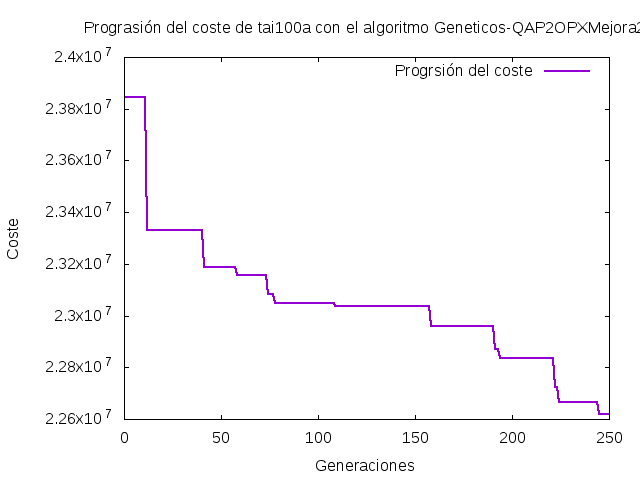 Prograsión del coste de tai100a con el algoritmo Geneticos-QAP2OPXMejora2
Progrsión del coste
2.4x10^7
2.38x10^7
2.36x10^7
2.34x10^7
2.32x10^7
2.3x10^7
2.28x10^7
2.26x10^7
Coste
0 50 100 150 200 250
Generaciones